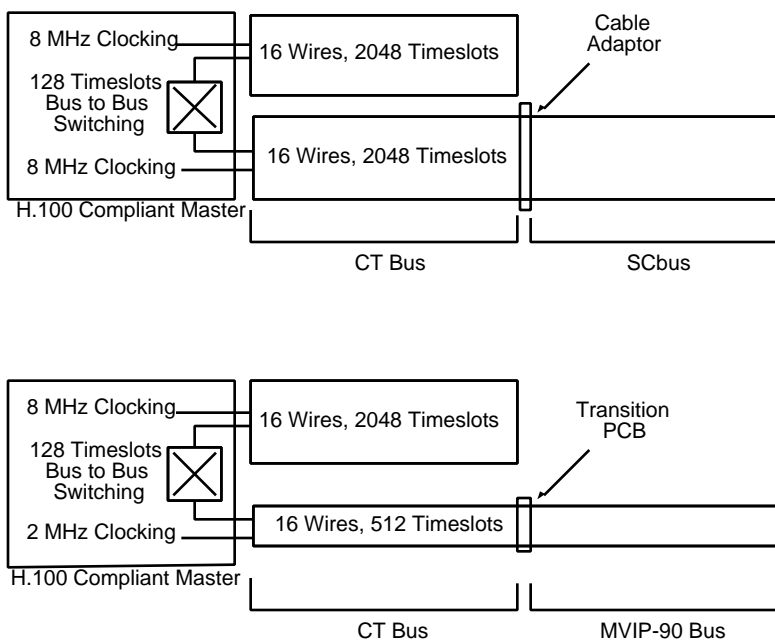 8 MHz Clocking
16 Wires, 2048 Timeslots
Cable
Adaptor
128 Timeslots
Bus to Bus
Switching
16 Wires, 2048 Timeslots
8 MHz Clocking
H.100 Compliant Master
CT Bus
SCbus
8 MHz Clocking
16 Wires, 2048 Timeslots
Transition
PCB
128 Timeslots
Bus to Bus
Switching
16 Wires, 512 Timeslots
2 MHz Clocking
H.100 Compliant Master
CT Bus
MVIP-90 Bus